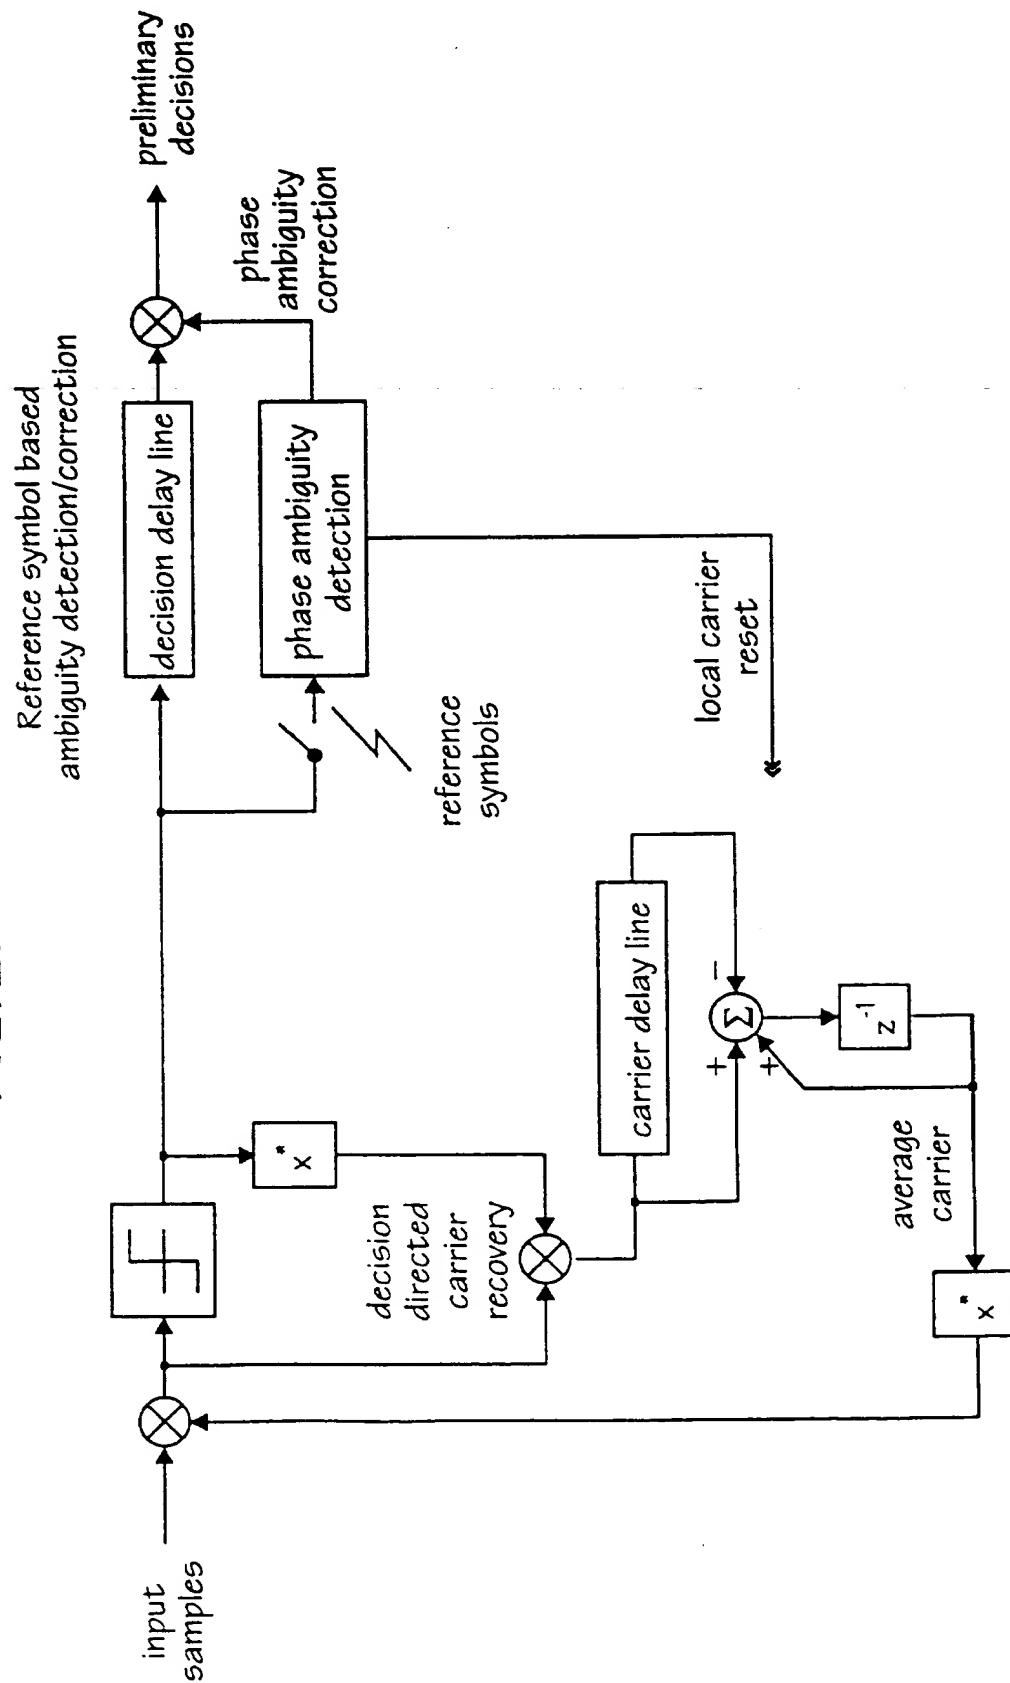 Reference symbol based
ambiguity detection/correction
input
samples
decision delay line
preliminary
decisions
phase
ambiguity
correction
phase ambiguity
detection
reference
symbols
local carrier
reset
x*
decision
directed
carrier
recovery
carrier delay line
Σ
+
+
-
z⁻¹
average
carrier
x*